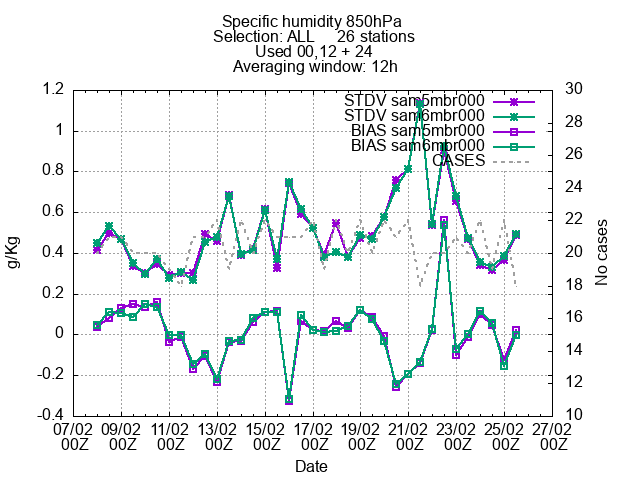 Specific humidity 850hPa
Selection: ALL 26 stations
Used 00,12 + 24
Averaging window: 12h
STDV sam5mbr000
STDV sam6mbr000
BIAS sam5mbr000
BIAS sam6mbr000
CASES
1.2
1
0.8
0.6
0.4
0.2
0
-0.2
-0.4
g/Kg
30
28
26
24
22
20
18
16
14
12
10
No cases
07/02 09/02 11/02 13/02 15/02 17/02 19/02 21/02 23/02 25/02 27/02
00Z 00Z 00Z 00Z 00Z 00Z 00Z 00Z 00Z 00Z 00Z
Date